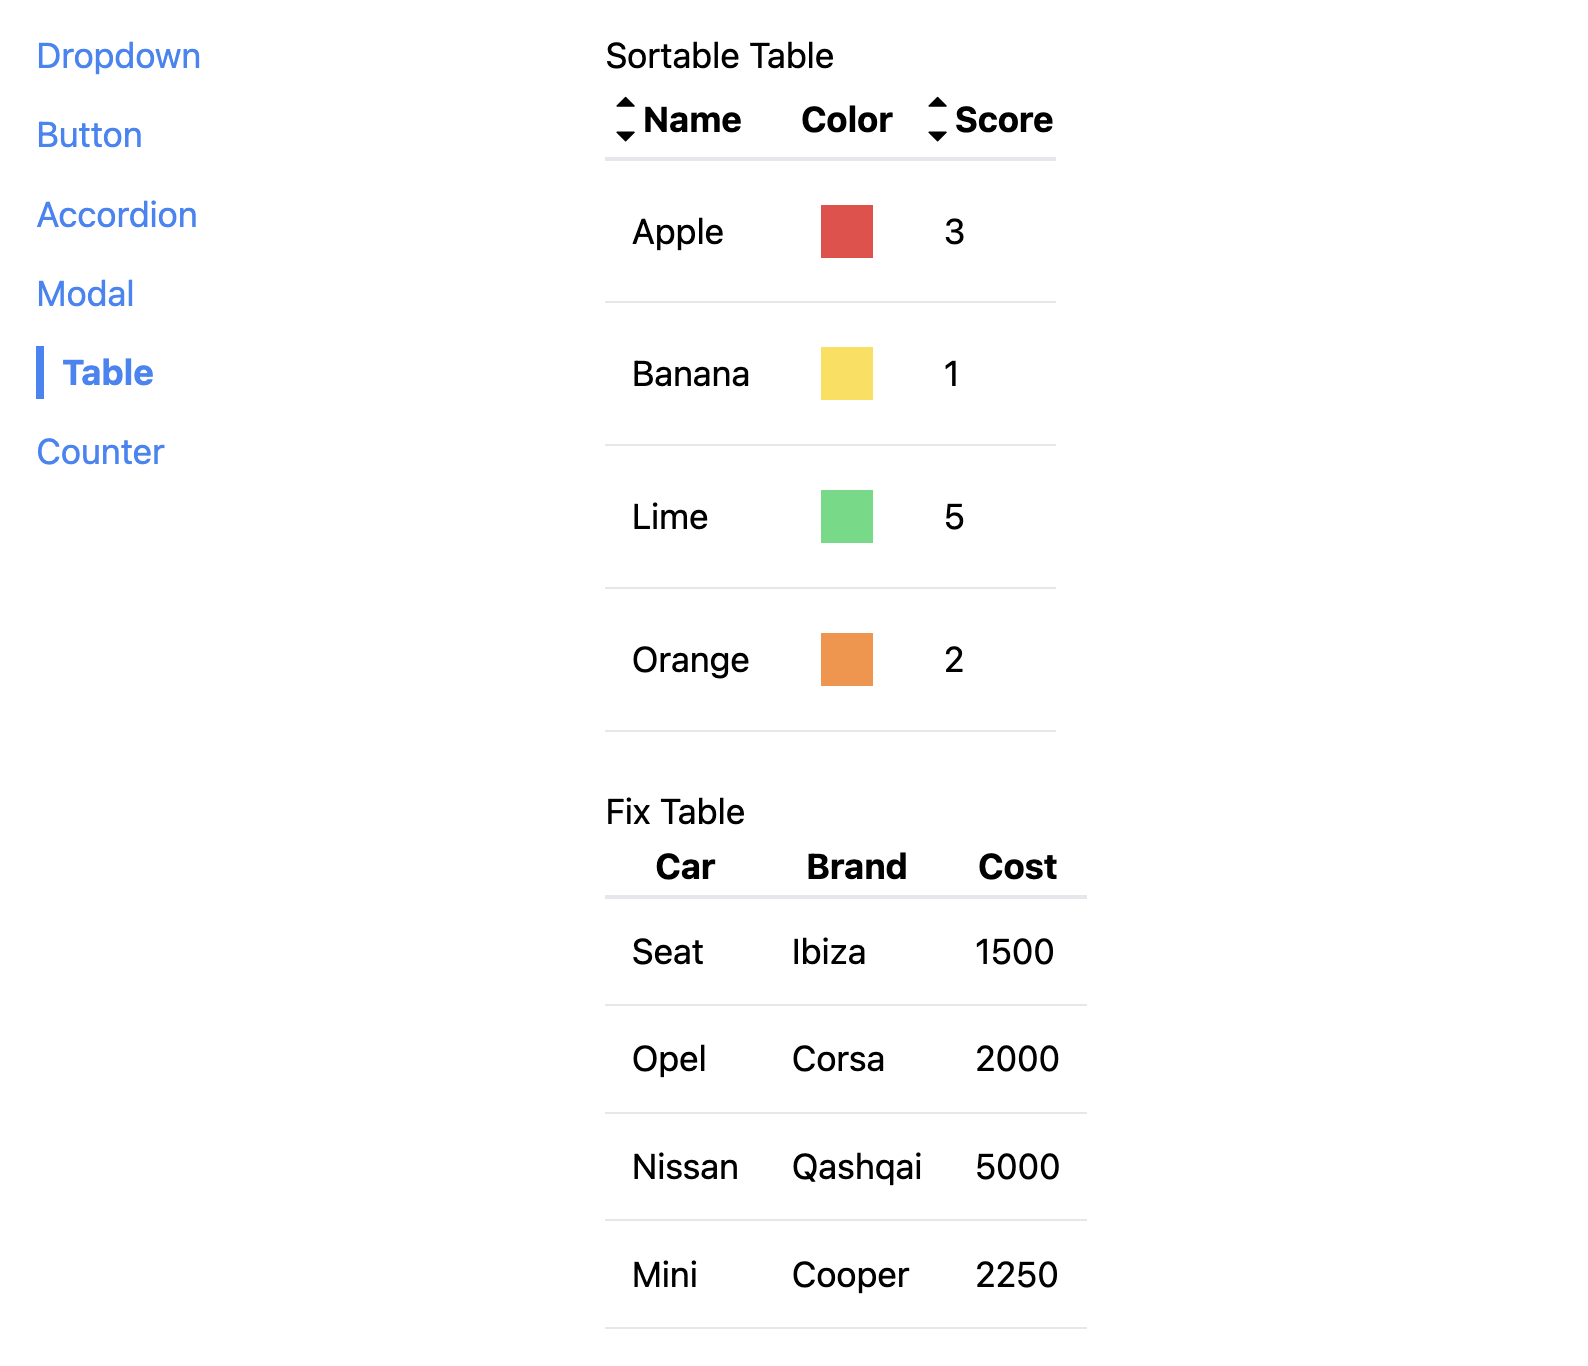 Dropdown
Button
Accordion
Modal
Table
Counter
Sortable Table
Name Color Score
Apple 3
Banana 1
Lime 5
Orange 2
Fix Table
Car Brand Cost
Seat Ibiza 1500
Opel Corsa 2000
Nissan Qashqai 5000
Mini Cooper 2250